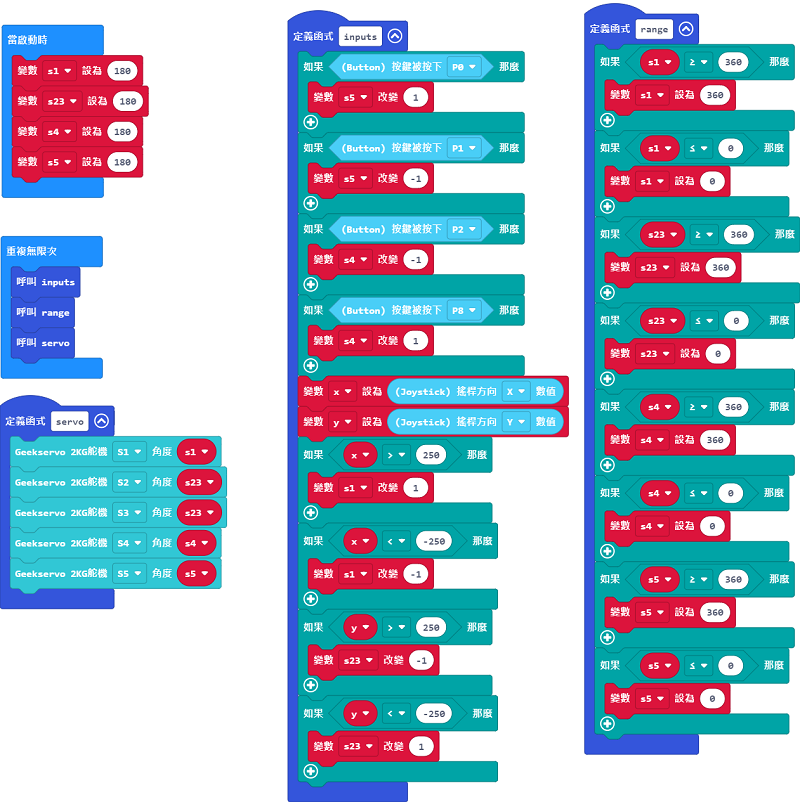 當啟動時
變數 s1 設為 180
變數 s23 設為 180
變數 s4 設為 180
變數 s5 設為 180
重複無限次
呼叫 inputs
呼叫 range
呼叫 servo
定義函式 servo
Geekservo 2KG舵機 S1 角度 s1
Geekservo 2KG舵機 S2 角度 s23
Geekservo 2KG舵機 S3 角度 s23
Geekservo 2KG舵機 S4 角度 s4
Geekservo 2KG舵機 S5 角度 s5
定義函式 inputs
如果 (Button) 按鍵被按下 P0 那麼
變數 s5 改變 1
如果 (Button) 按鍵被按下 P1 那麼
變數 s5 改變 -1
如果 (Button) 按鍵被按下 P2 那麼
變數 s4 改變 -1
如果 (Button) 按鍵被按下 P8 那麼
變數 s4 改變 1
變數 x 設為 (Joystick) 搖桿方向 X 數值
變數 y 設為 (Joystick) 搖桿方向 Y 數值
如果 x > 250 那麼
變數 s1 改變 1
如果 x < -250 那麼
變數 s1 改變 -1
如果 y > 250 那麼
變數 s23 改變 -1
如果 y < -250 那麼
變數 s23 改變 1
定義函式 range
如果 s1 ≥ 360 那麼
變數 s1 設為 360
如果 s1 ≤ 0 那麼
變數 s1 設為 0
如果 s23 ≥ 360 那麼
變數 s23 設為 360
如果 s23 ≤ 0 那麼
變數 s23 設為 0
如果 s4 ≥ 360 那麼
變數 s4 設為 360
如果 s4 ≤ 0 那麼
變數 s4 設為 0
如果 s5 ≥ 360 那麼
變數 s5 設為 360
如果 s5 ≤ 0 那麼
變數 s5 設為 0